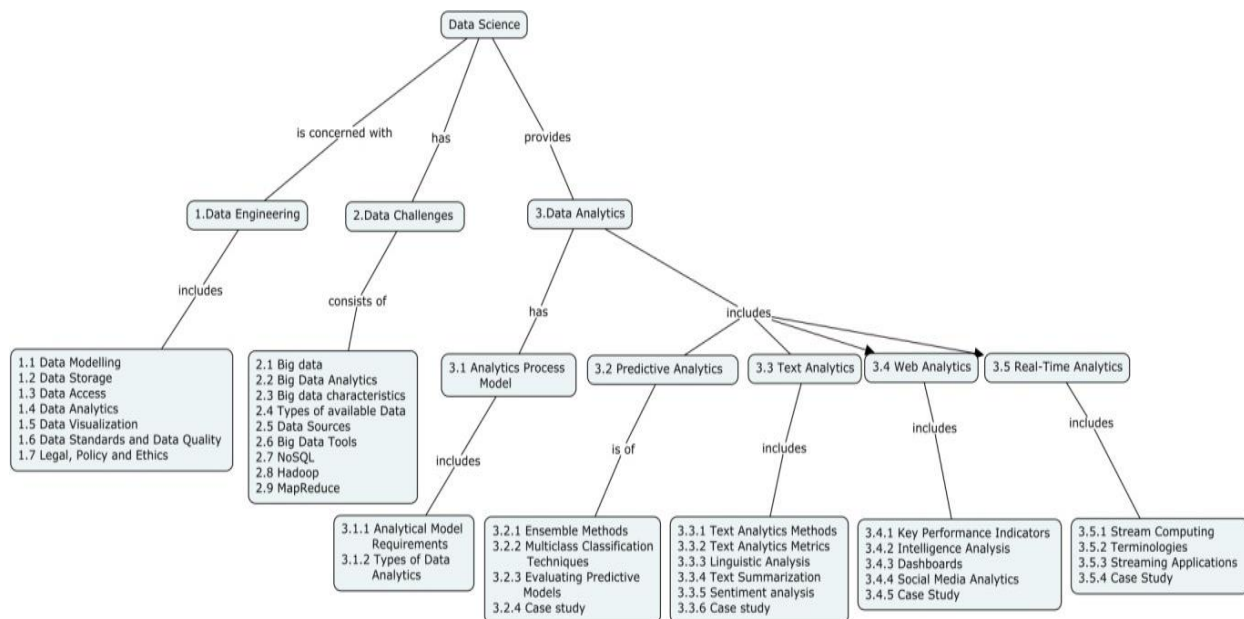 Data Science
is concerned with
has
provides
1.Data Engineering
2.Data Challenges
3.Data Analytics
includes
consists of
has
includes
1.1 Data Modelling
1.2 Data Storage
1.3 Data Access
1.4 Data Analytics
1.5 Data Visualization
1.6 Data Standards and Data Quality
1.7 Legal, Policy and Ethics
2.1 Big data
2.2 Big Data Analytics
2.3 Big data characteristics
2.4 Types of available Data
2.5 Data Sources
2.6 Big Data Tools
2.7 NoSQL
2.8 Hadoop
2.9 MapReduce
3.1 Analytics Process
Model
3.2 Predictive Analytics
3.3 Text Analytics
3.4 Web Analytics
3.5 Real-Time Analytics
includes
is of
includes
includes
includes
3.1.1 Analytical Model
Requirements
3.1.2 Types of Data
Analytics
3.2.1 Ensemble Methods
3.2.2 Multiclass Classification
Techniques
3.2.3 Evaluating Predictive
Models
3.2.4 Case study
3.3.1 Text Analytics Methods
3.3.2 Text Analytics Metrics
3.3.3 Linguistic Analysis
3.3.4 Text Summarization
3.3.5 Sentiment analysis
3.3.6 Case study
3.4.1 Key Performance Indicators
3.4.2 Intelligence Analysis
3.4.3 Dashboards
3.4.4 Social Media Analytics
3.4.5 Case Study
3.5.1 Stream Computing
3.5.2 Terminologies
3.5.3 Streaming Applications
3.5.4 Case Study